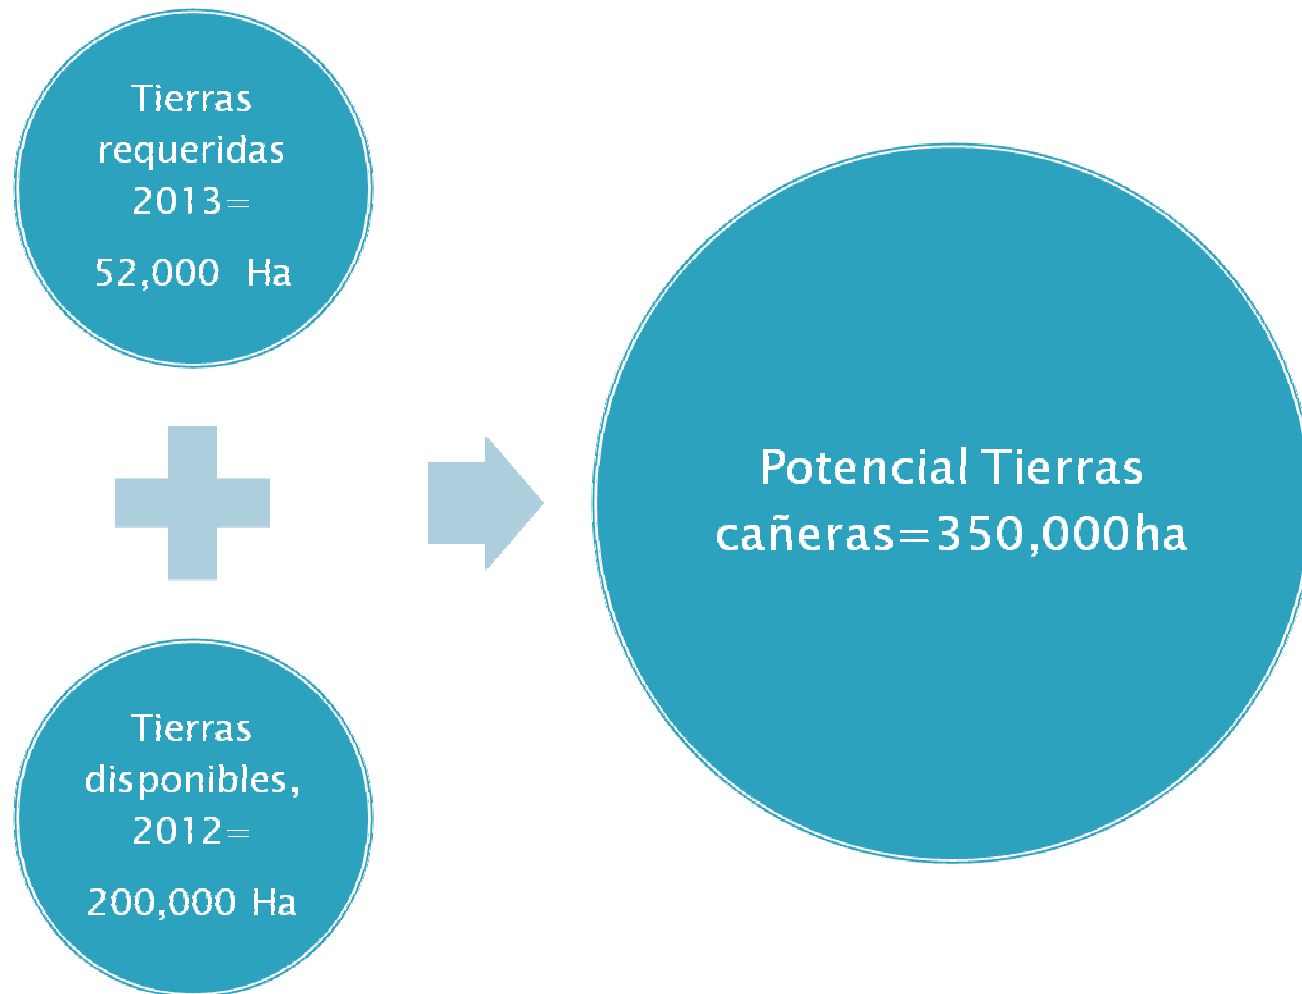 Tierras
requeridas
2013=
52,000 Ha
Tierras
disponibles,
2012=
200,000 Ha
Potencial Tierras
cañeras=350,000ha